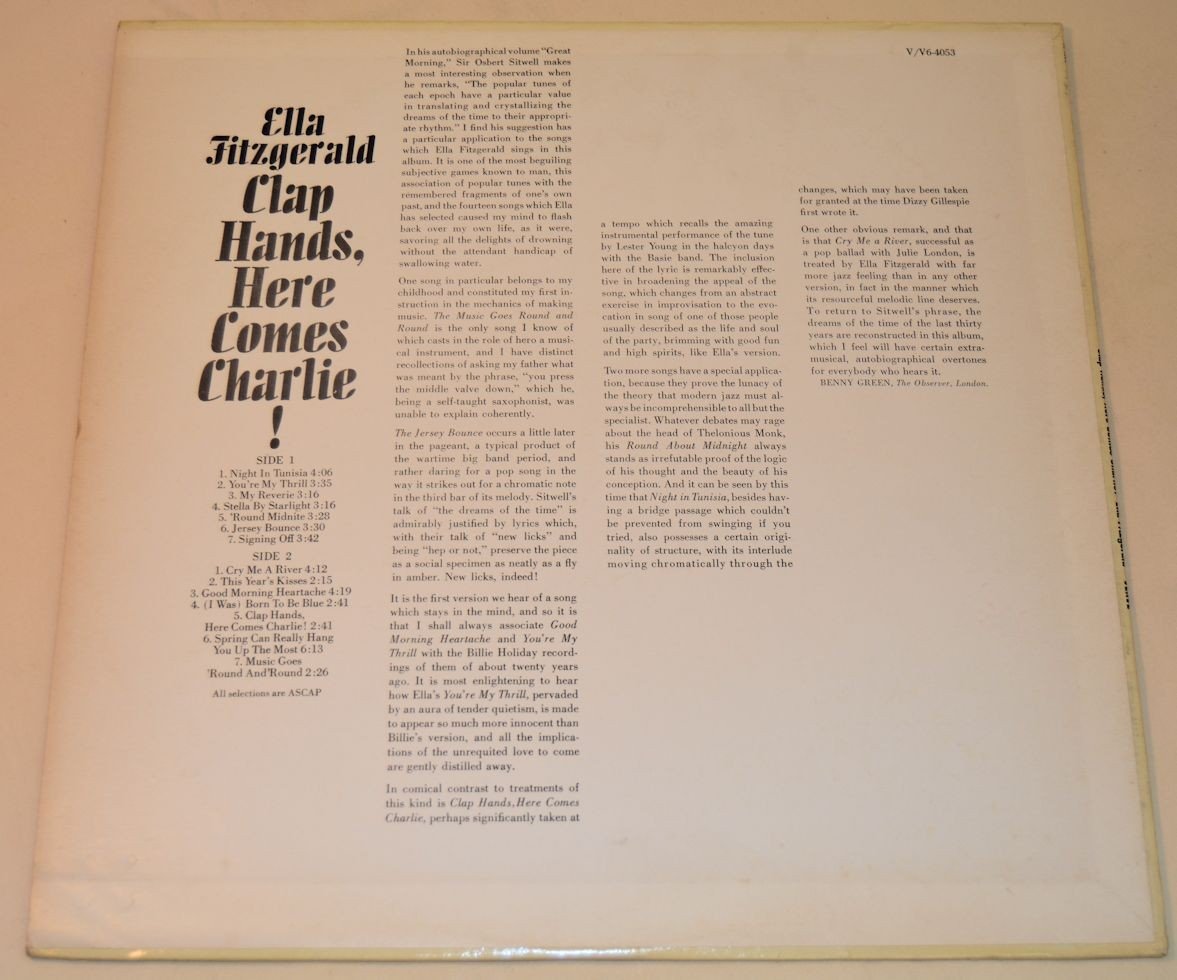 Ella
Fitzgerald
Clap
Hands,
Here
Comes
Charlie
!
SIDE 1
1. Night In Tunisia 4:06
2. You're My Thrill 3:35
3. My Reverie 3:16
4. Stella By Starlight 3:16
5. 'Round Midnite 3:28
6. Jersey Bounce 3:30
7. Signing Off 3:42
SIDE 2
1. Cry Me A River 4:12
2. This Year's Kisses 2:15
3. Good Morning Heartache 4:19
4. (I Was) Born To Be Blue 2:41
5. Clap Hands,
Here Comes Charlie! 2:41
6. Spring Can Really Hang
You Up The Most 6:13
7. Music Goes
'Round And 'Round 2:26
All selections are ASCAP
In his autobiographical volume "Great
Morning," Sir Osbert Sitwell makes
a most interesting observation when
he remarks, "The popular tunes of
each epoch have a particular value
in translating and crystallizing the
dreams of the time to their appropri-
ate rhythm." I find his suggestion has
a particular application to the songs
which Ella Fitzgerald sings in this
album. It is one of the most beguiling
subjective games known to man, this
association of popular tunes with the
remembered fragments of one's own
past, and the fourteen songs which Ella
has selected caused my mind to flash
back over my own life, as it were,
savoring all the delights of drowning
without the attendant handicap of
swallowing water.
One song in particular belongs to my
childhood and constituted my first in-
struction in the mechanics of making
music. The Music Goes Round and
Round is the only song I know of
which casts in the role of hero a musi-
cal instrument, and I have distinct
recollections of asking my father what
was meant by the phrase, "you press
the middle valve down," which he,
being a self-taught saxophonist, was
unable to explain coherently.
The Jersey Bounce occurs a little later
in the pageant, a typical product of
the wartime big band period, and
rather daring for a pop song in the
way it strikes out for a chromatic note
in the third bar of its melody. Sitwell's
talk of "the dreams of the time" is
admirably justified by lyrics which,
with their talk of "new licks" and
being "hep or not," preserve the piece
as a social specimen as neatly as a fly
in amber. New licks, indeed!
It is the first version we hear of a song
which stays in the mind, and so it is
that I shall always associate Good
Morning Heartache and You're My
Thrill with the Billie Holiday record-
ings of them of about twenty years
ago. It is most enlightening to hear
how Ella's You're My Thrill, pervaded
by an aura of tender quietism, is made
to appear so much more innocent than
Billie's version, and all the implica-
tions of the unrequited love to come
are gently distilled away.
In comical contrast to treatments of
this kind is Clap Hands, Here Comes
Charlie, perhaps significantly taken at
a tempo which recalls the amazing
instrumental performance of the tune
by Lester Young in the halcyon days
with the Basie band. The inclusion
here of the lyric is remarkably effec-
tive in broadening the appeal of the
song, which changes from an abstract
exercise in improvisation to the evo-
cation in song of one of those people
usually described as the life and soul
of the party, brimming with good fun
and high spirits, like Ella's version.
Two more songs have a special applica-
tion, because they prove the lunacy of
the theory that modern jazz must al-
ways be incomprehensible to all but the
specialist. Whatever debates may rage
about the head of Thelonious Monk,
his Round About Midnight always
stands as irrefutable proof of the logic
of his thought and the beauty of his
conception. And it can be seen by this
time that Night in Tunisia, besides hav-
ing a bridge passage which couldn't
be prevented from swinging if you
tried, also possesses a certain origi-
nality of structure, with its interlude
moving chromatically through the
V/V6-4053
changes, which may have been taken
for granted at the time Dizzy Gillespie
first wrote it.
One other obvious remark, and that
is that Cry Me a River, successful as
a pop ballad with Julie London, is
treated by Ella Fitzgerald with far
more jazz feeling than in any other
version, in fact in the manner which
its resourceful melodic line deserves.
To return to Sitwell's phrase, the
dreams of the time of the last thirty
years are reconstructed in this album,
which I feel will have certain extra-
musical, autobiographical overtones
for everybody who hears it.
BENNY GREEN, The Observer, London.